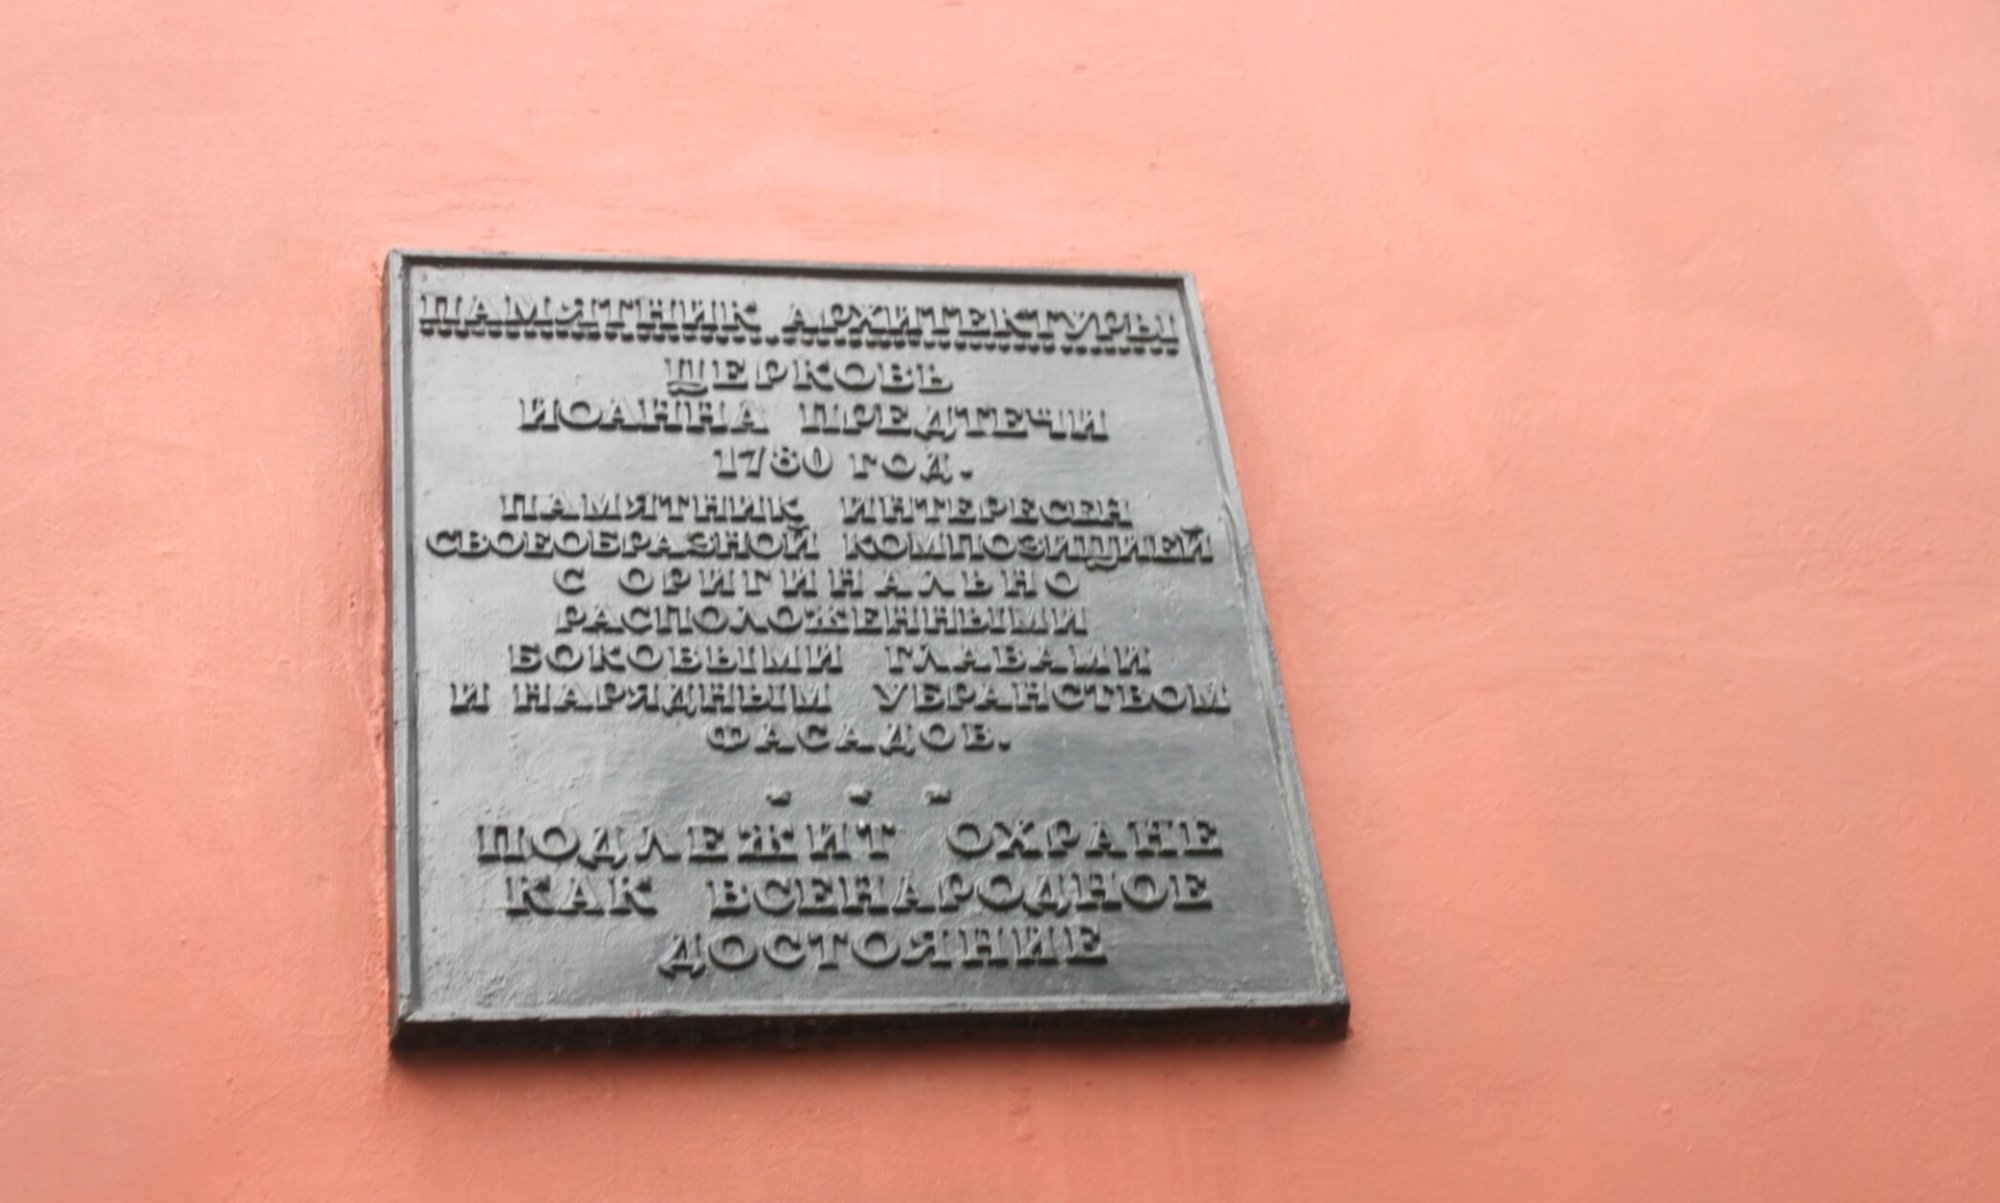 ПАМЯТНИК АРХИТЕКТУРЫ
ЦЕРКОВЬ
ИОАННА ПРЕДТЕЧИ
1780 ГОД.
ПАМЯТНИК ИНТЕРЕСЕН
СВОЕОБРАЗНОЙ КОМПОЗИЦИЕЙ
С ОРИГИНАЛЬНО
РАСПОЛОЖЕННЫМИ
БОКОВЫМИ ГЛАВАМИ
И НАРЯДНЫМ УБРАНСТВОМ
ФАСАДОВ.
ПОДЛЕЖИТ ОХРАНЕ
КАК ВСЕНАРОДНОЕ
ДОСТОЯНИЕ